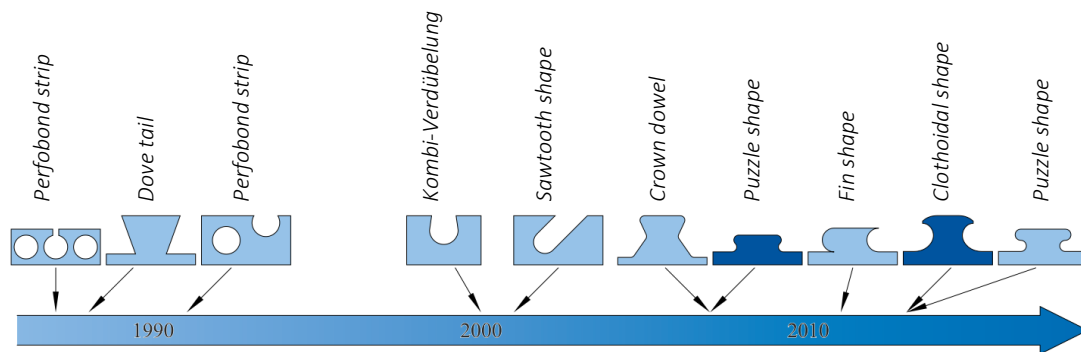 Perfobond strip
Dove tail
Perfobond strip
Kombi-Verdübelung
Sawtooth shape
Crown dowel
Puzzle shape
Fin shape
Clothoidal shape
Puzzle shape
1990
2000
2010